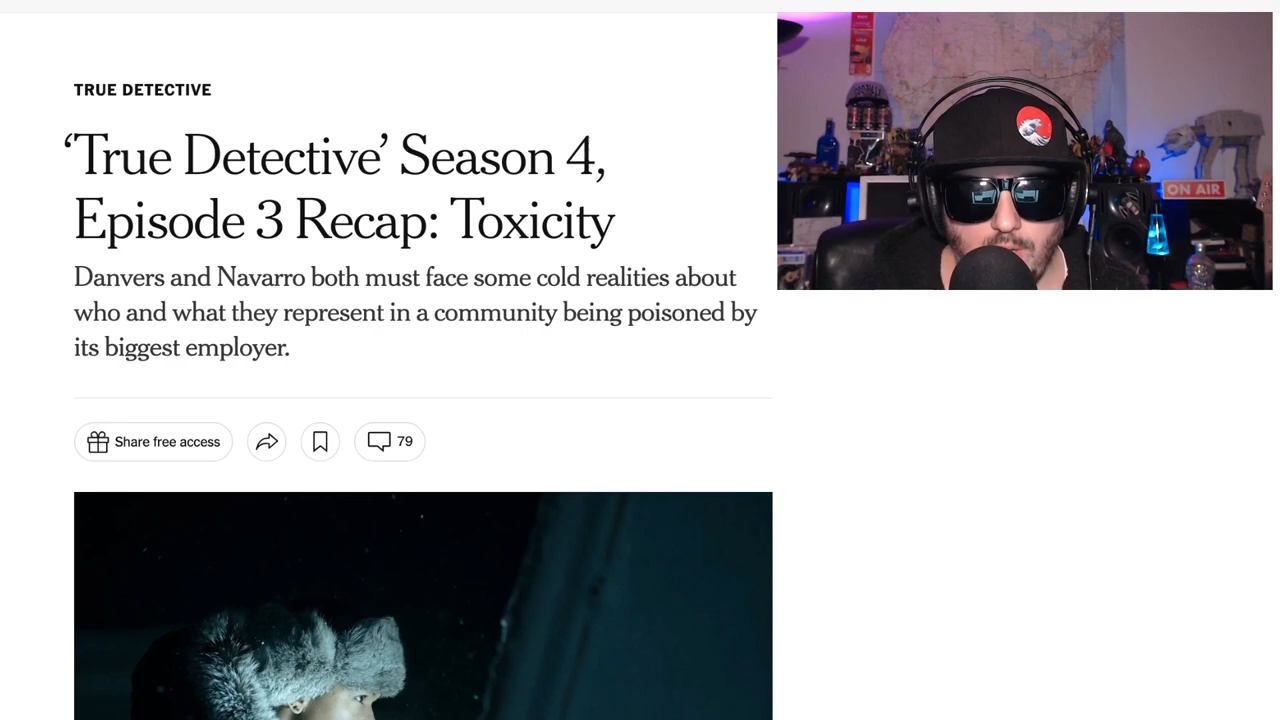 TRUE DETECTIVE
‘True Detective’ Season 4,
Episode 3 Recap: Toxicity
Danvers and Navarro both must face some cold realities about
who and what they represent in a community being poisoned by
its biggest employer.
Share free access
79
ON AIR